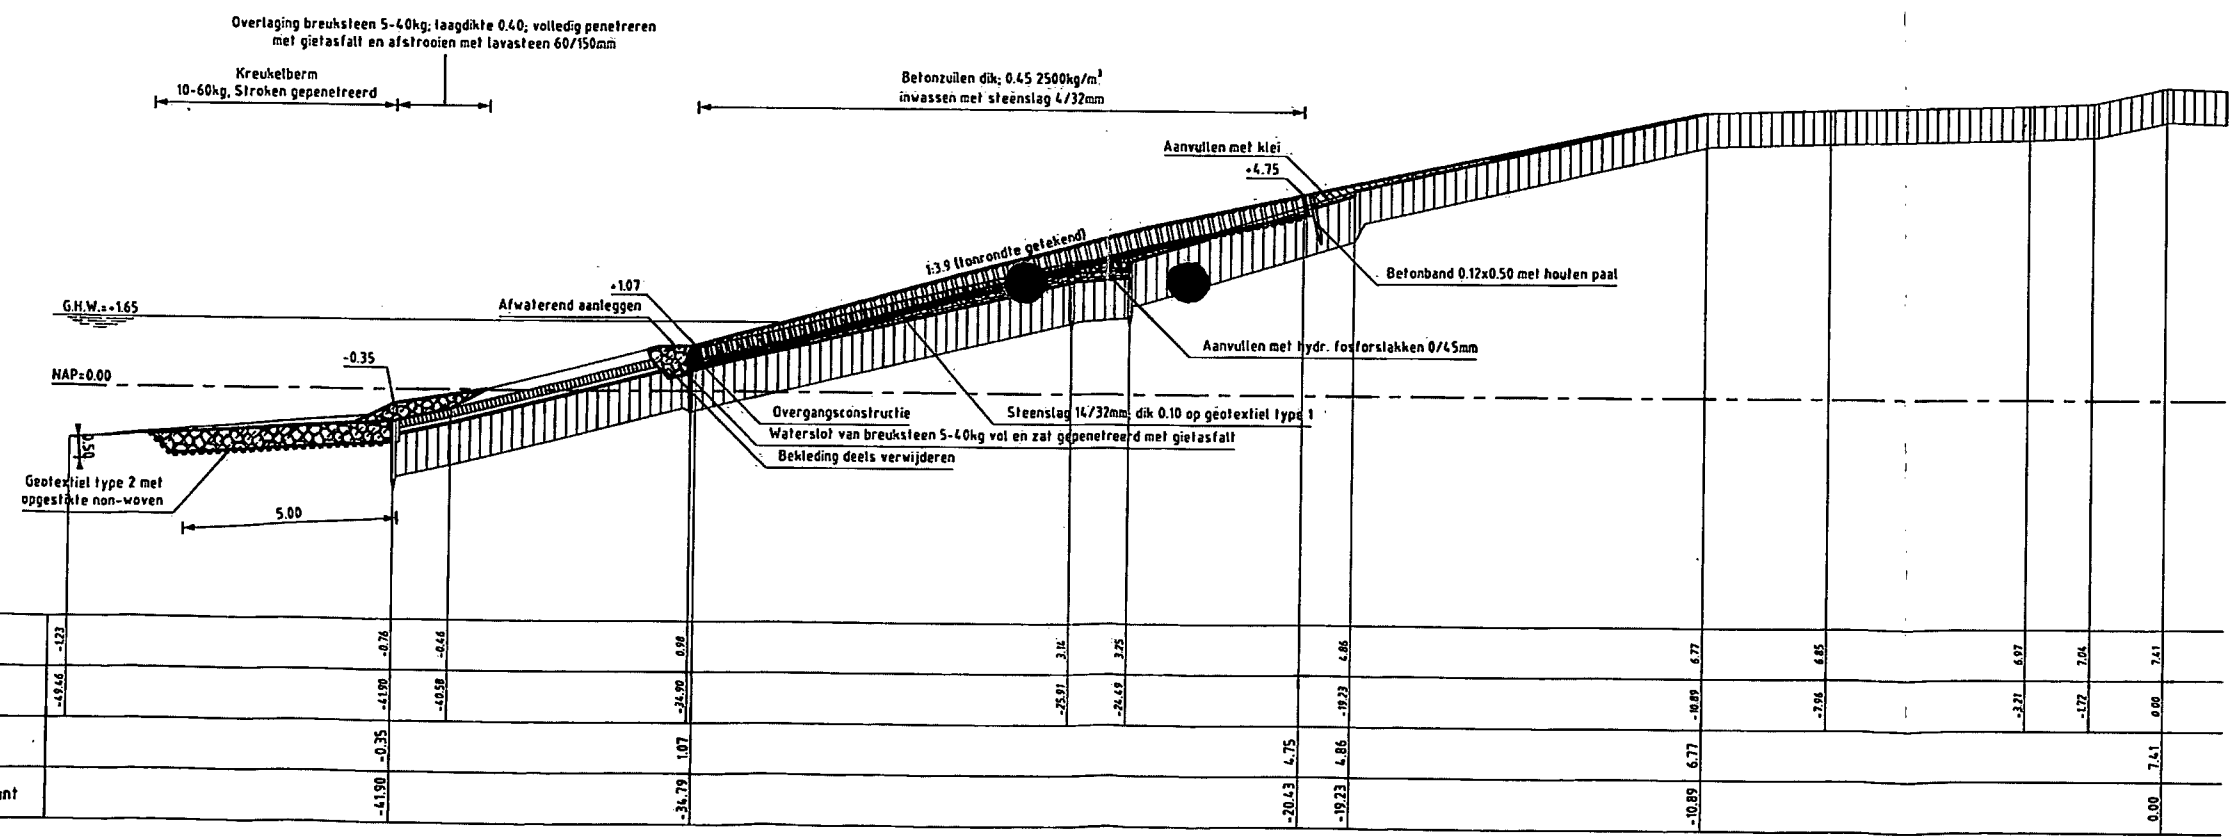 Overlaging breuksteen 5-40kg; laagdikte 0.40; volledig penetreren
met gietasfalt en afstrooien met lavasteen 60/150mm
Kreukelberm
10-60kg, Stroken gepenetreerd
Betonzuilen dik; 0.45 2500kg/m³
inwassen met steenslag 4/32mm
Aanvullen met klei
+4.75
1:3.9 (tonrondte getekend)
Betonband 0.12x0.50 met houten paal
+1.07
Afwaterend aanleggen
G.H.W.=+1.65
Aanvullen met hydr. fosforslakken 0/45mm
-0.35
NAP=0.00
Overgangsconstructie
Steenslag 14/32mm dik 0.10 op geotextiel type 1
Waterslot van breuksteen 5-40kg vol en zat gepenetreerd met gietasfalt
Bekleding deels verwijderen
0.50
Geotextiel type 2 met
opgestikte non-woven
5.00
-1.23 -0.76 -0.46 0.98 3.14 3.25 4.86 6.77 6.85 6.97 7.04 7.41
-49.46 -41.90 -40.58 -34.90 -25.91 -24.49 -19.23 -10.89 -7.96 -3.21 -1.72 0.00
-0.35 1.07 4.75 4.86 6.77 7.41
-41.90 -34.79 -20.43 -19.23 -10.89 0.00